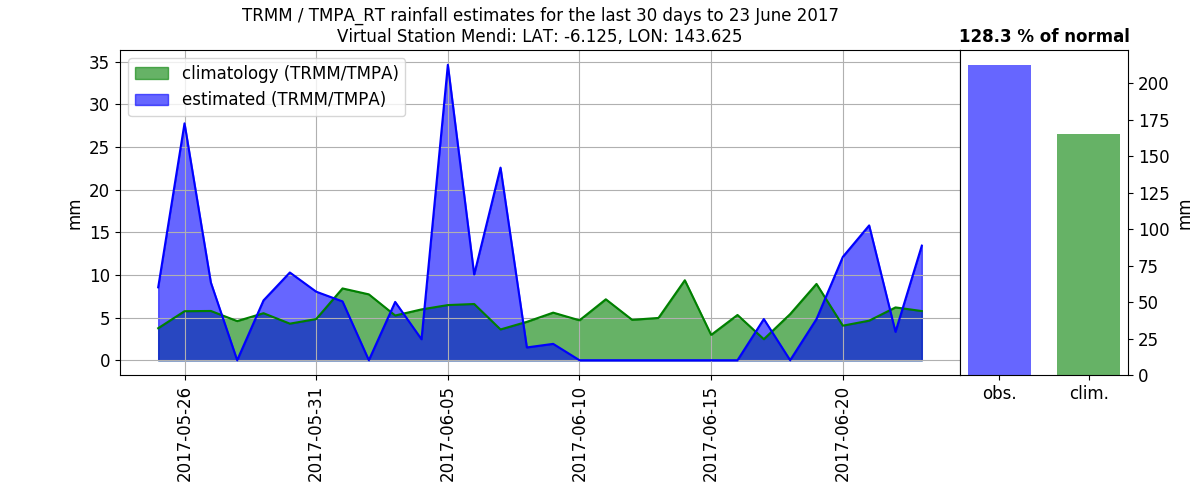 TRMM / TMPA_RT rainfall estimates for the last 30 days to 23 June 2017
Virtual Station Mendi: LAT: -6.125, LON: 143.625
128.3 % of normal
climatology (TRMM/TMPA)
estimated (TRMM/TMPA)
35
30
25
20
15
10
5
0
mm
2017-05-26
2017-05-31
2017-06-05
2017-06-10
2017-06-15
2017-06-20
200
175
150
125
100
75
50
25
0
mm
obs.
clim.